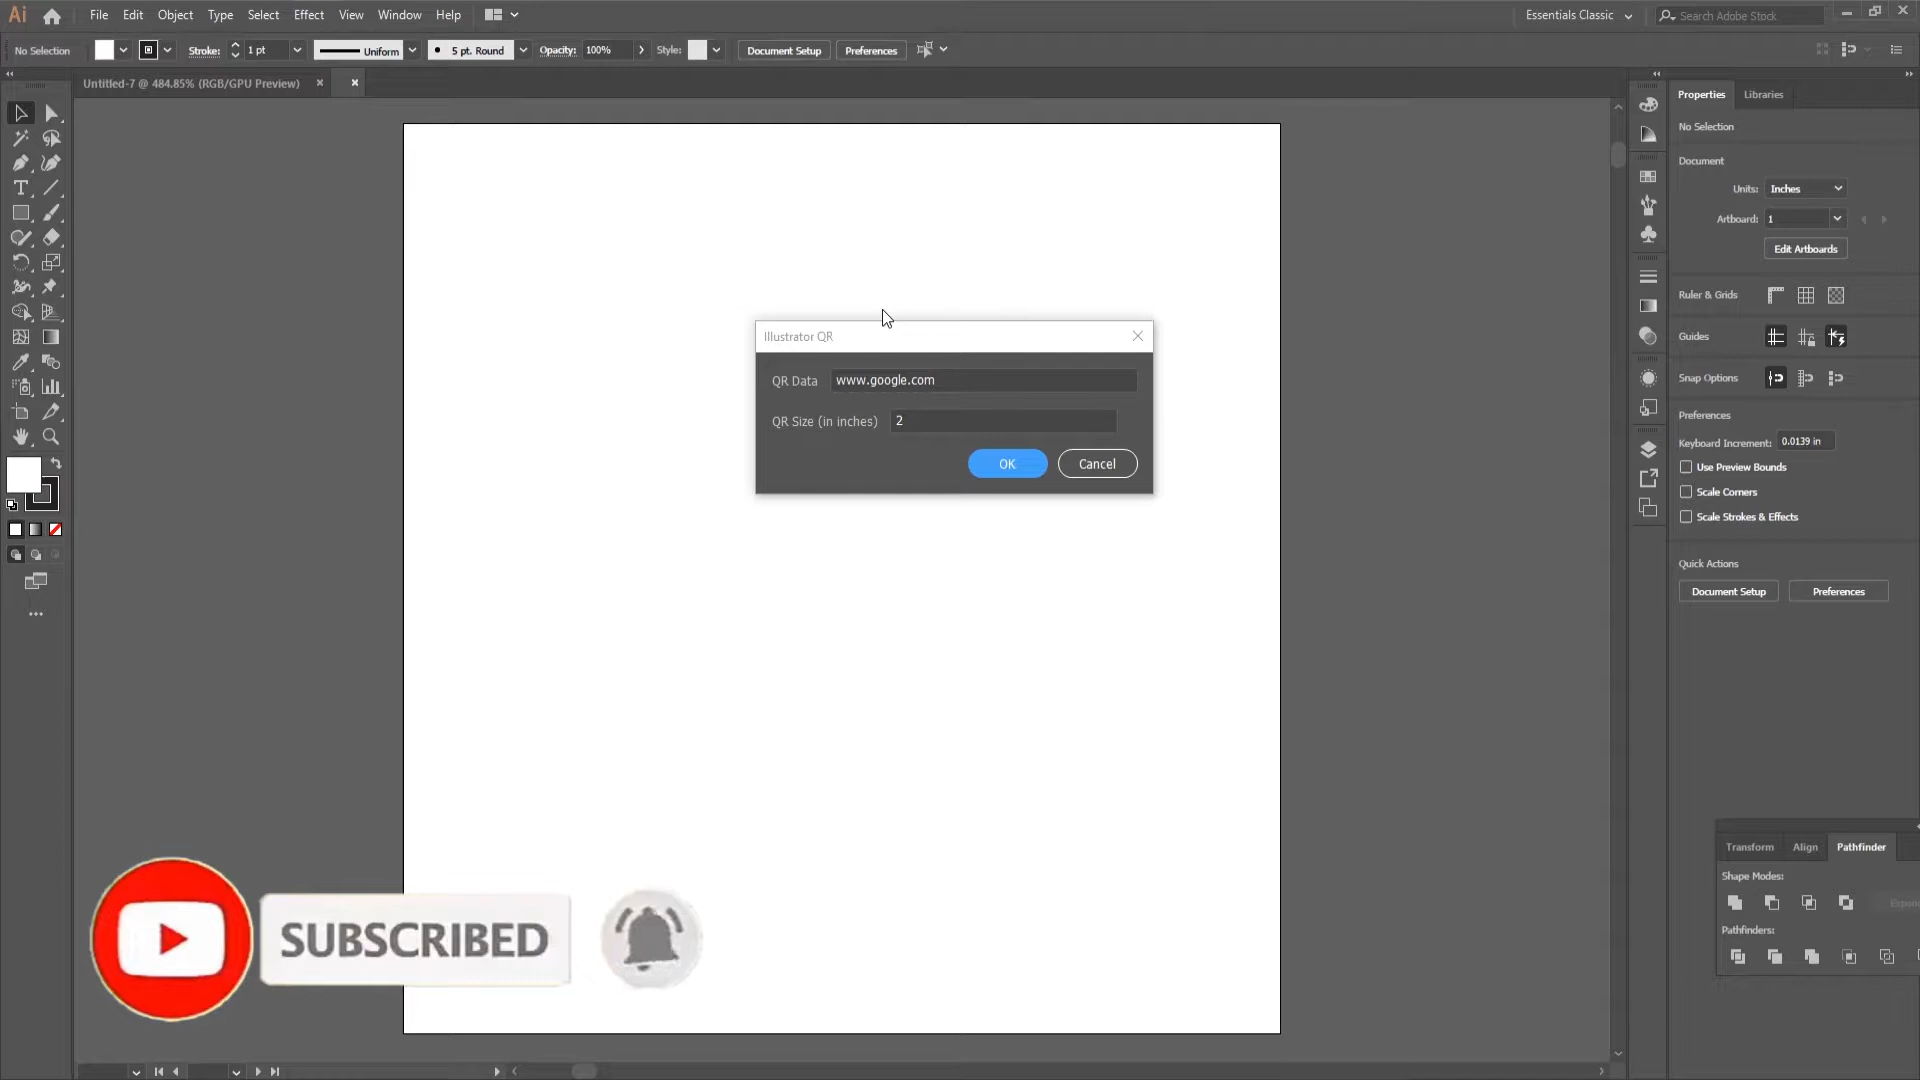 Ai File Edit Object Type Select Effect View Window Help Essentials Classic Search Adobe Stock
No Selection Stroke: 1 pt Uniform 5 pt. Round Opacity: 100% Style: Document Setup Preferences
Untitled-7 @ 484.85% (RGB/GPU Preview)
Properties Libraries
No Selection
Document
Units: Inches
Artboard: 1
Edit Artboards
Ruler & Grids
Guides
Snap Options
Preferences
Keyboard Increment: 0.0139 in
Use Preview Bounds
Scale Corners
Scale Strokes & Effects
Quick Actions
Document Setup Preferences
Illustrator QR
QR Data www.google.com
QR Size (in inches) 2
OK Cancel
Transform Align Pathfinder
Shape Modes:
Pathfinders:
SUBSCRIBED